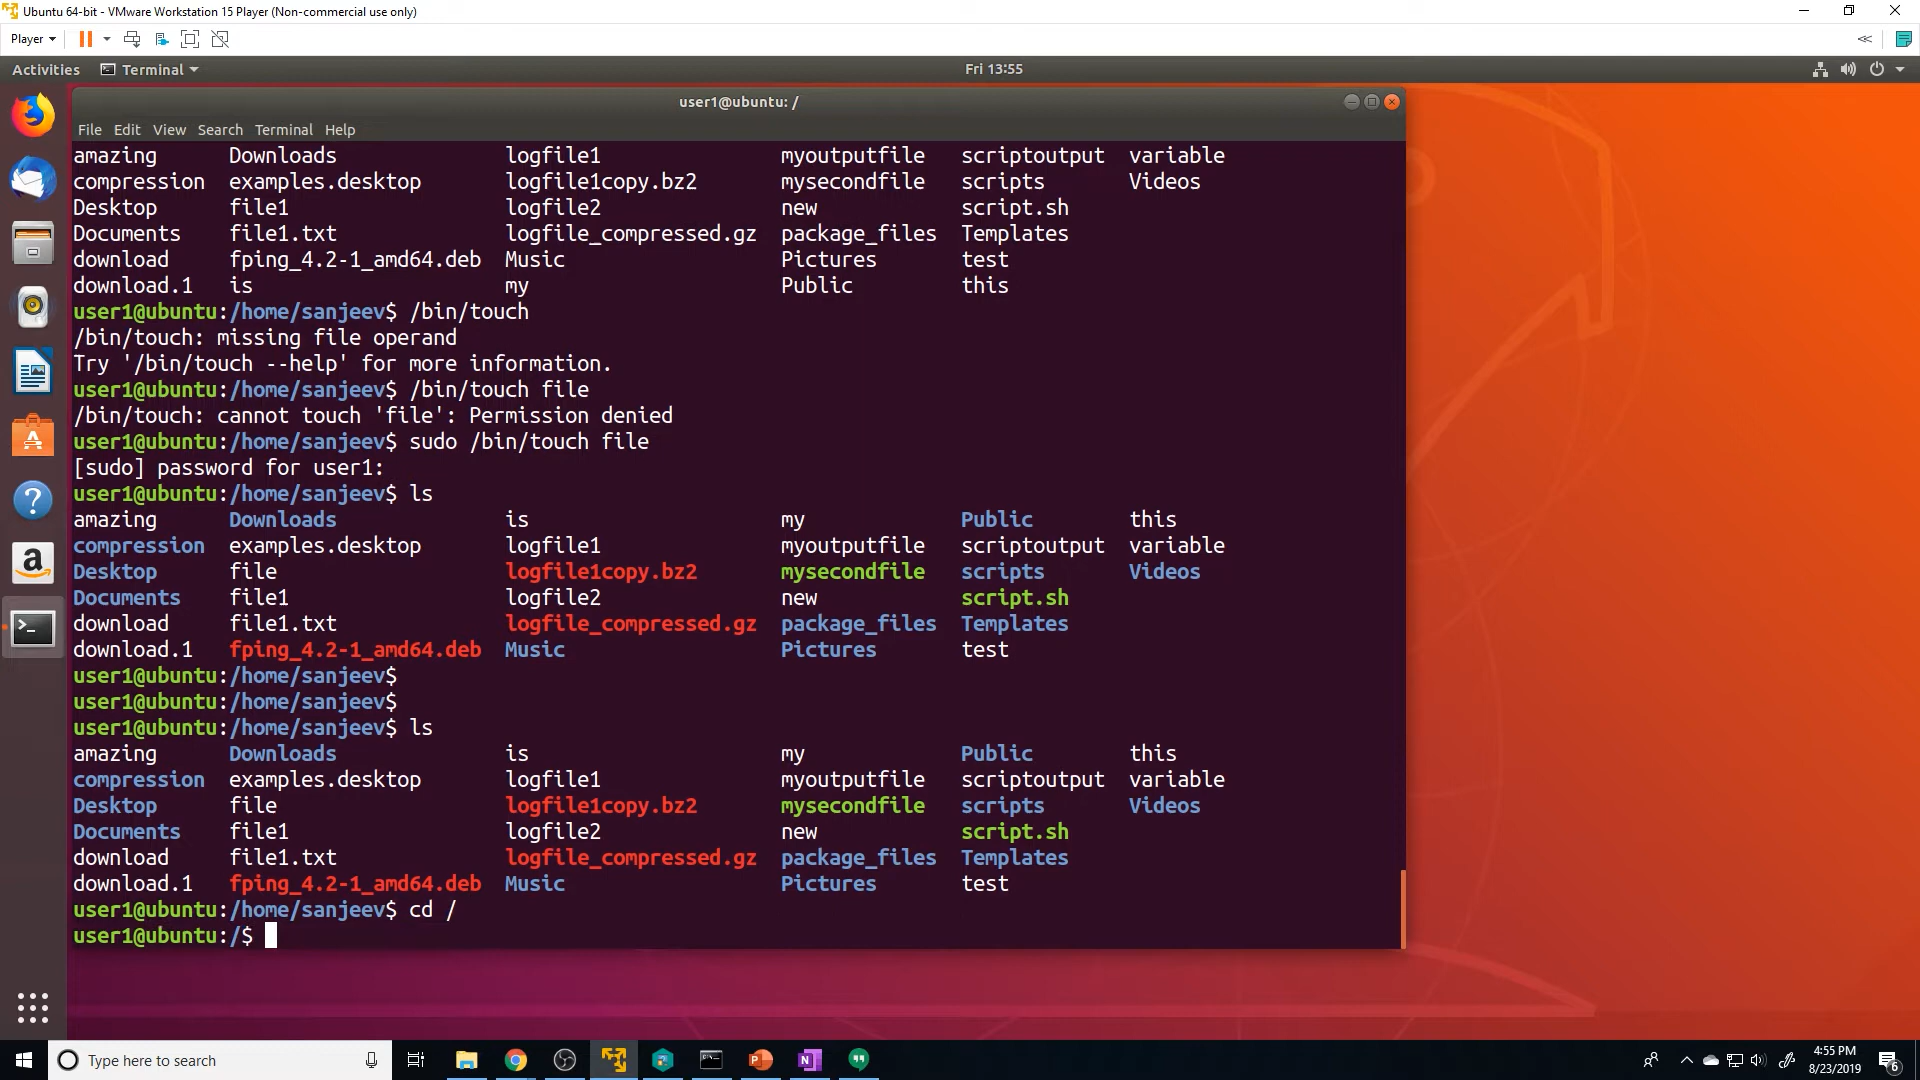 Ubuntu 64-bit - VMware Workstation 15 Player (Non-commercial use only)
Player
Activities Terminal Fri 13:55
user1@ubuntu: /
File Edit View Search Terminal Help
amazing Downloads logfile1 myoutputfile scriptoutput variable
compression examples.desktop logfile1copy.bz2 mysecondfile scripts Videos
Desktop file1 logfile2 new script.sh
Documents file1.txt logfile_compressed.gz package_files Templates
download fping_4.2-1_amd64.deb Music Pictures test
download.1 is my Public this
user1@ubuntu:/home/sanjeev$ /bin/touch
/bin/touch: missing file operand
Try '/bin/touch --help' for more information.
user1@ubuntu:/home/sanjeev$ /bin/touch file
/bin/touch: cannot touch 'file': Permission denied
user1@ubuntu:/home/sanjeev$ sudo /bin/touch file
[sudo] password for user1:
user1@ubuntu:/home/sanjeev$ ls
amazing Downloads is my Public this
compression examples.desktop logfile1 myoutputfile scriptoutput variable
Desktop file logfile1copy.bz2 mysecondfile scripts Videos
Documents file1 logfile2 new script.sh
download file1.txt logfile_compressed.gz package_files Templates
download.1 fping_4.2-1_amd64.deb Music Pictures test
user1@ubuntu:/home/sanjeev$
user1@ubuntu:/home/sanjeev$
user1@ubuntu:/home/sanjeev$ ls
amazing Downloads is my Public this
compression examples.desktop logfile1 myoutputfile scriptoutput variable
Desktop file logfile1copy.bz2 mysecondfile scripts Videos
Documents file1 logfile2 new script.sh
download file1.txt logfile_compressed.gz package_files Templates
download.1 fping_4.2-1_amd64.deb Music Pictures test
user1@ubuntu:/home/sanjeev$ cd /
user1@ubuntu:/$
Type here to search
4:55 PM
8/23/2019
6